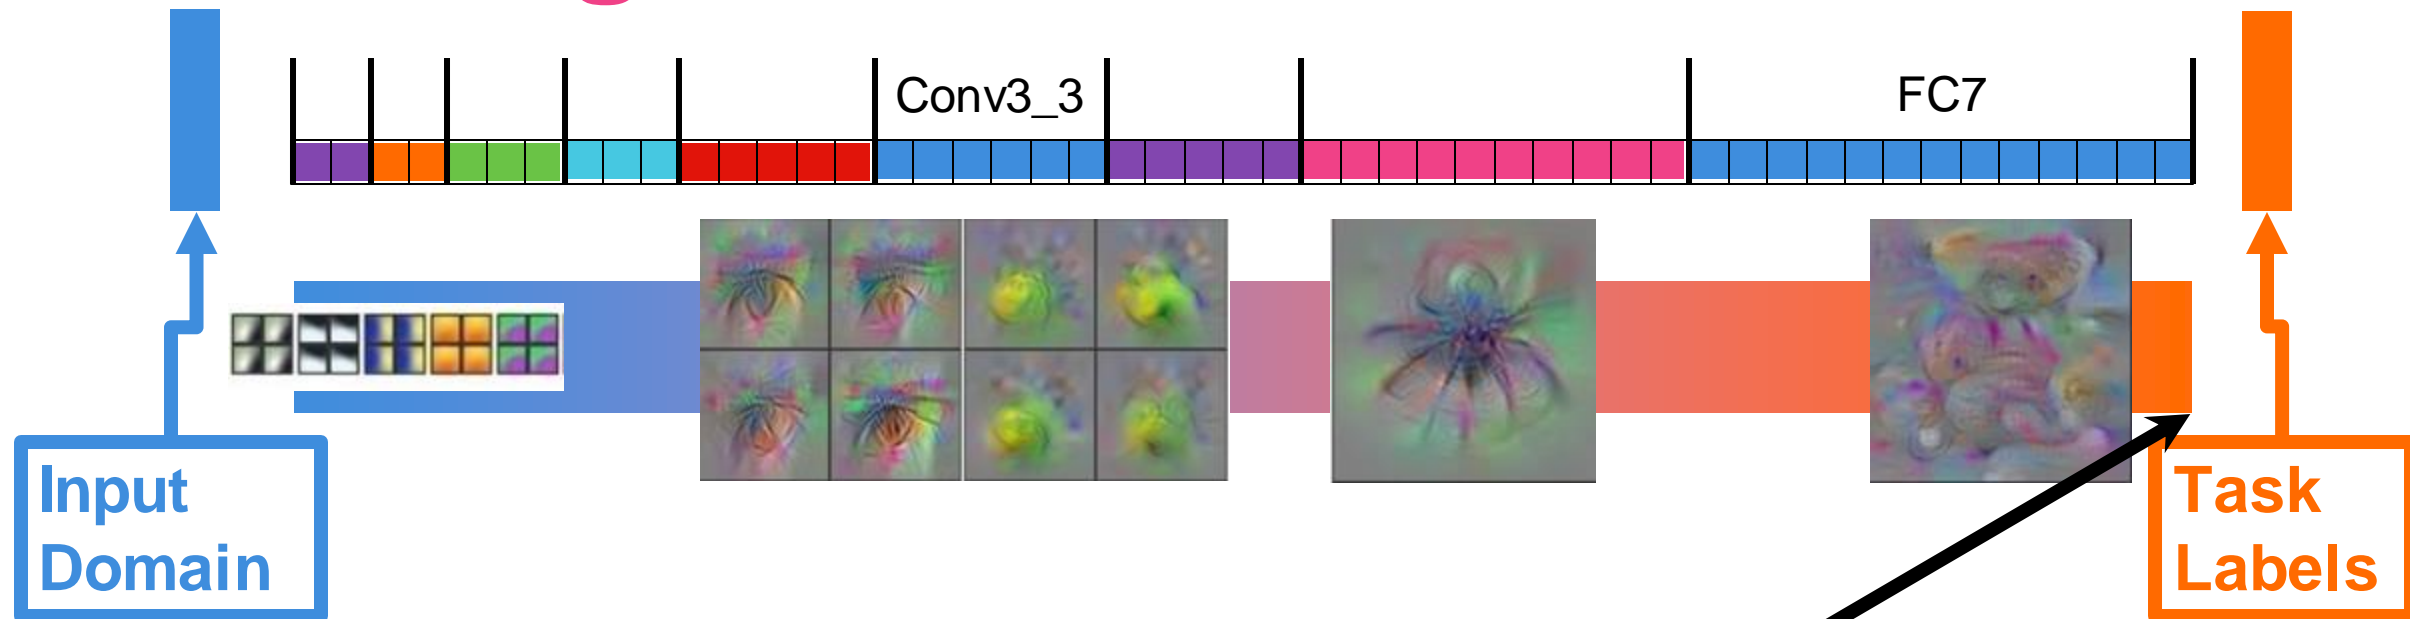 Conv3_3
FC7
Input
Domain
Task
Labels